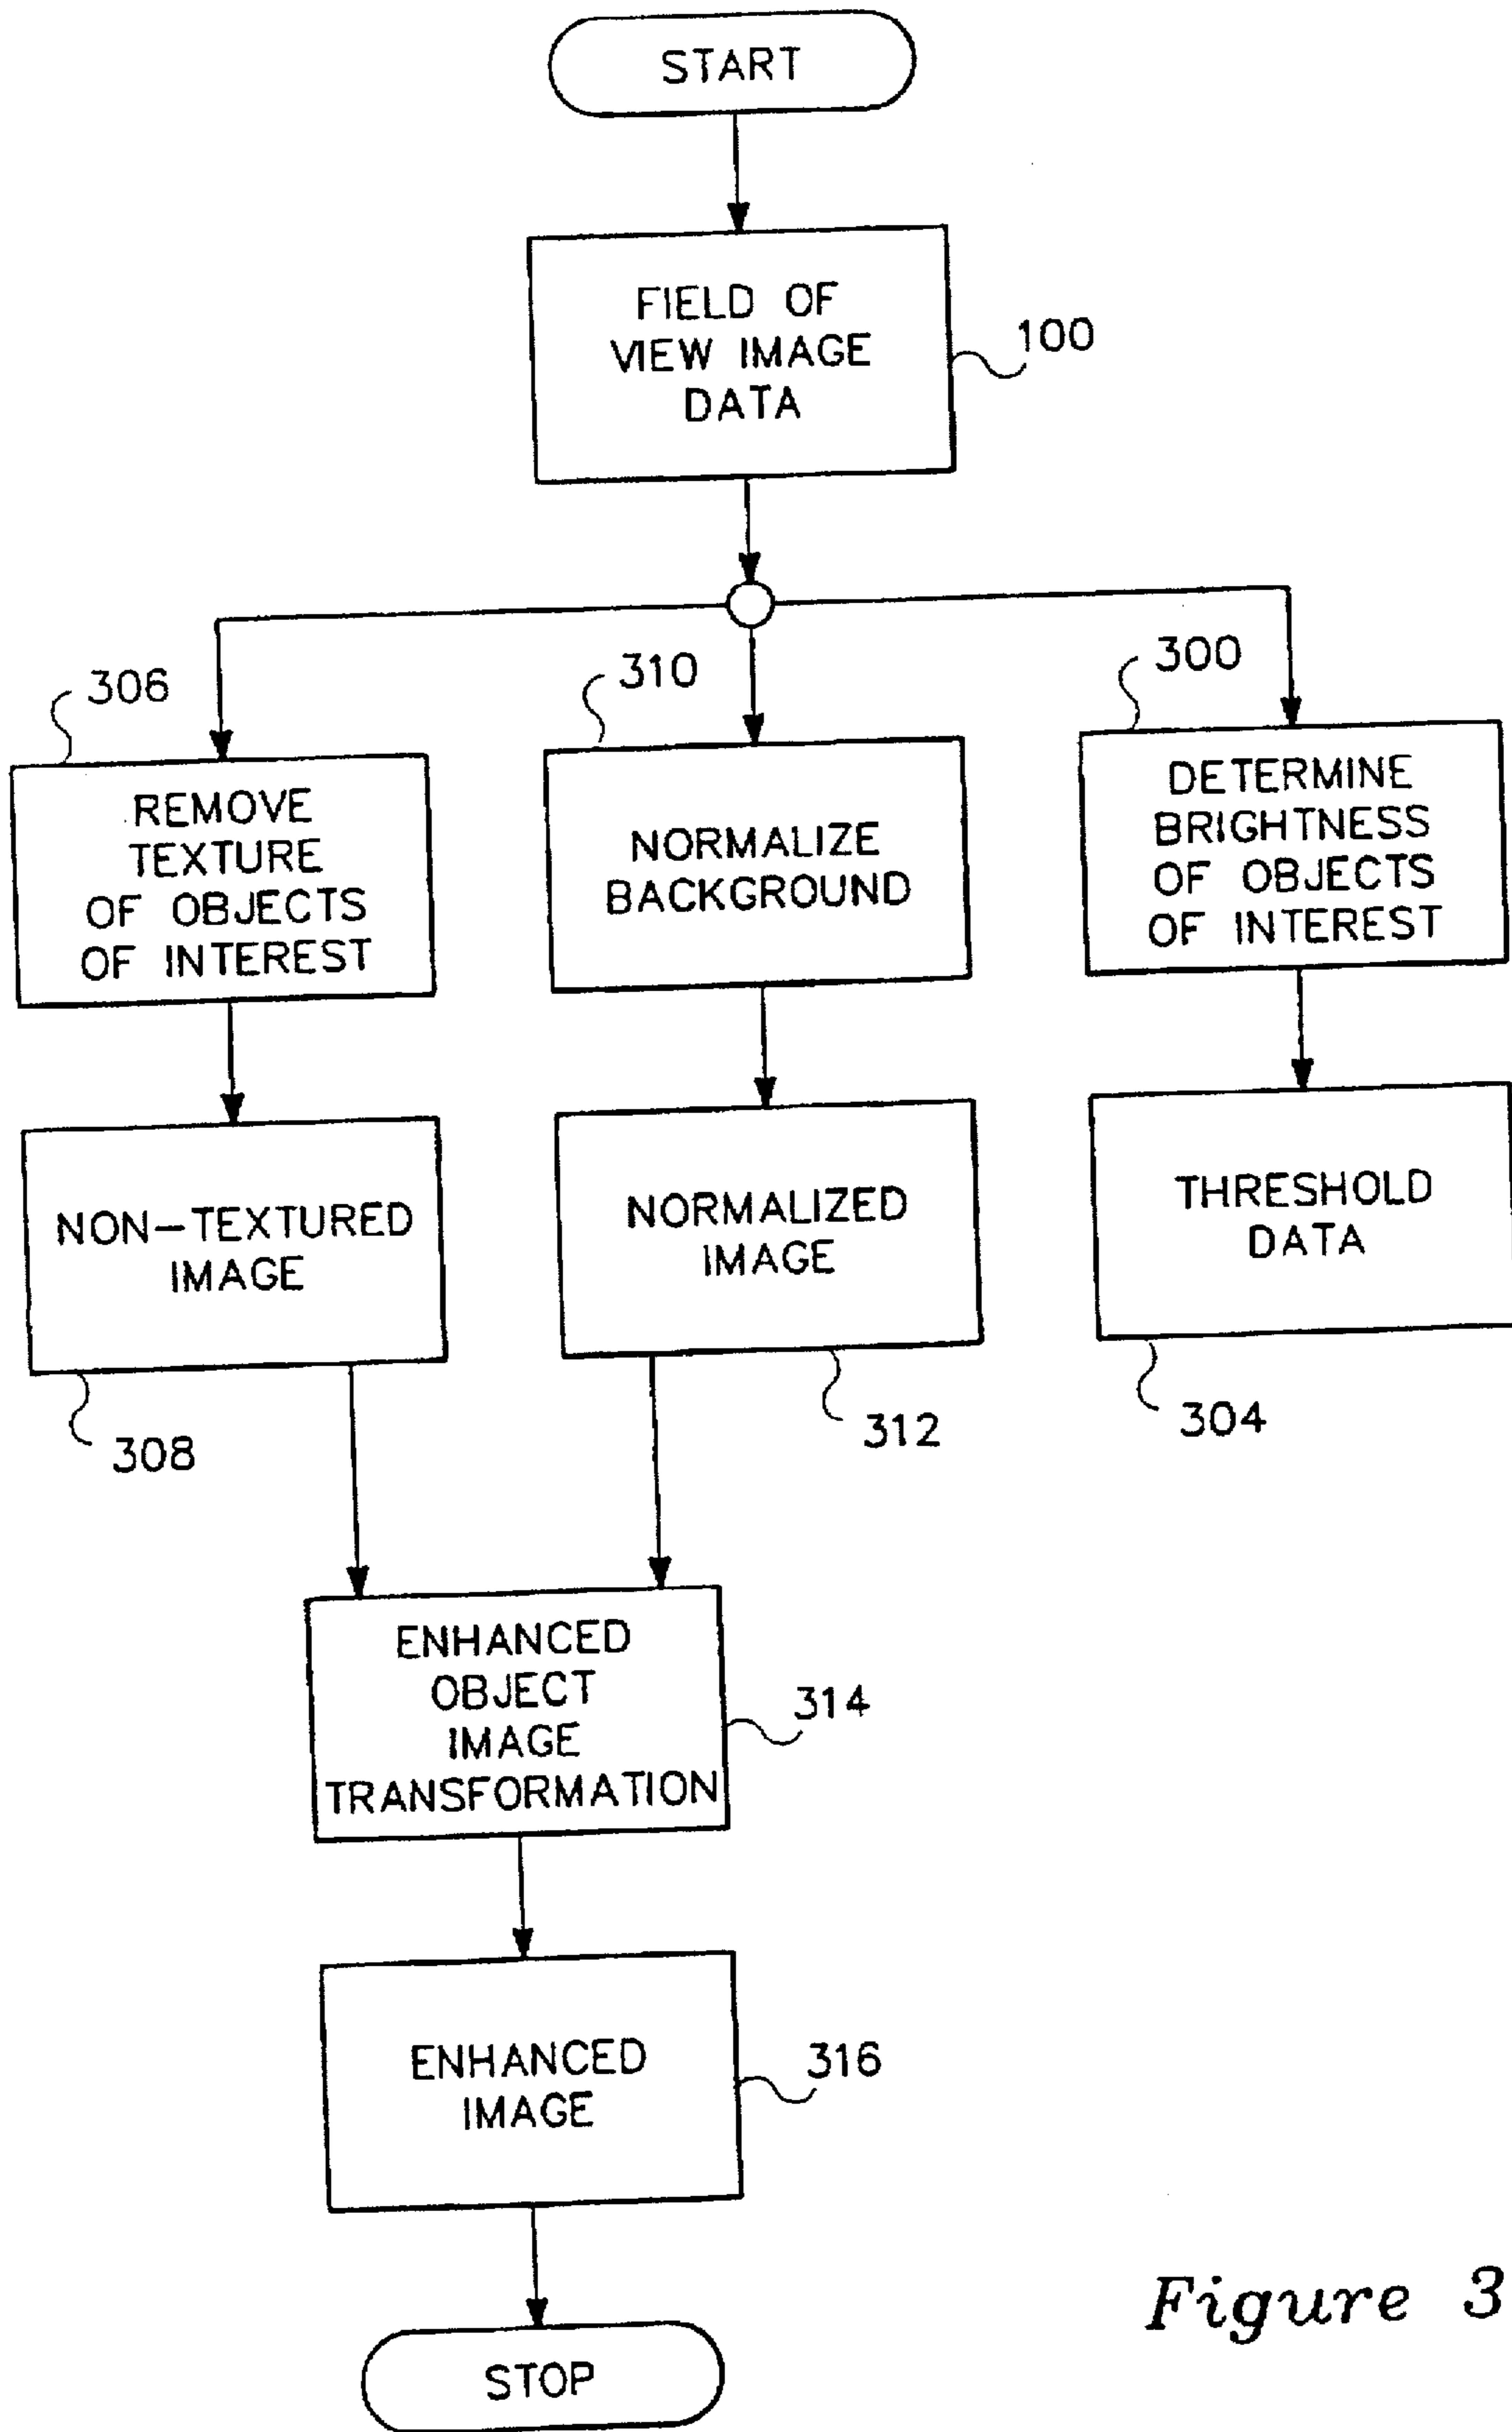 START
FIELD OF
VIEW IMAGE
DATA
100
306
310
300
REMOVE
TEXTURE
OF OBJECTS
OF INTEREST
NORMALIZE
BACKGROUND
DETERMINE
BRIGHTNESS
OF OBJECTS
OF INTEREST
NON-TEXTURED
IMAGE
NORMALIZED
IMAGE
THRESHOLD
DATA
308
312
304
ENHANCED
OBJECT
IMAGE
TRANSFORMATION
314
ENHANCED
IMAGE
316
STOP
Figure 3